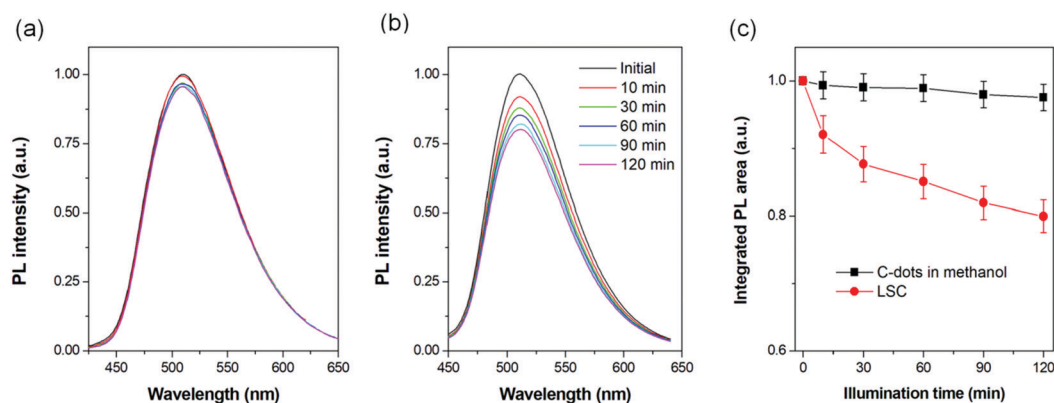 (a)
(b)
(c)
PL intensity (a.u.)
1.00
0.75
0.50
0.25
0.00
450
500
550
600
650
Wavelength (nm)
PL intensity (a.u.)
1.00
0.75
0.50
0.25
0.00
450
500
550
600
650
Wavelength (nm)
Initial
10 min
30 min
60 min
90 min
120 min
Integrated PL area (a.u.)
1.0
0.8
0.6
0
30
60
90
120
Illumination time (min)
C-dots in methanol
LSC